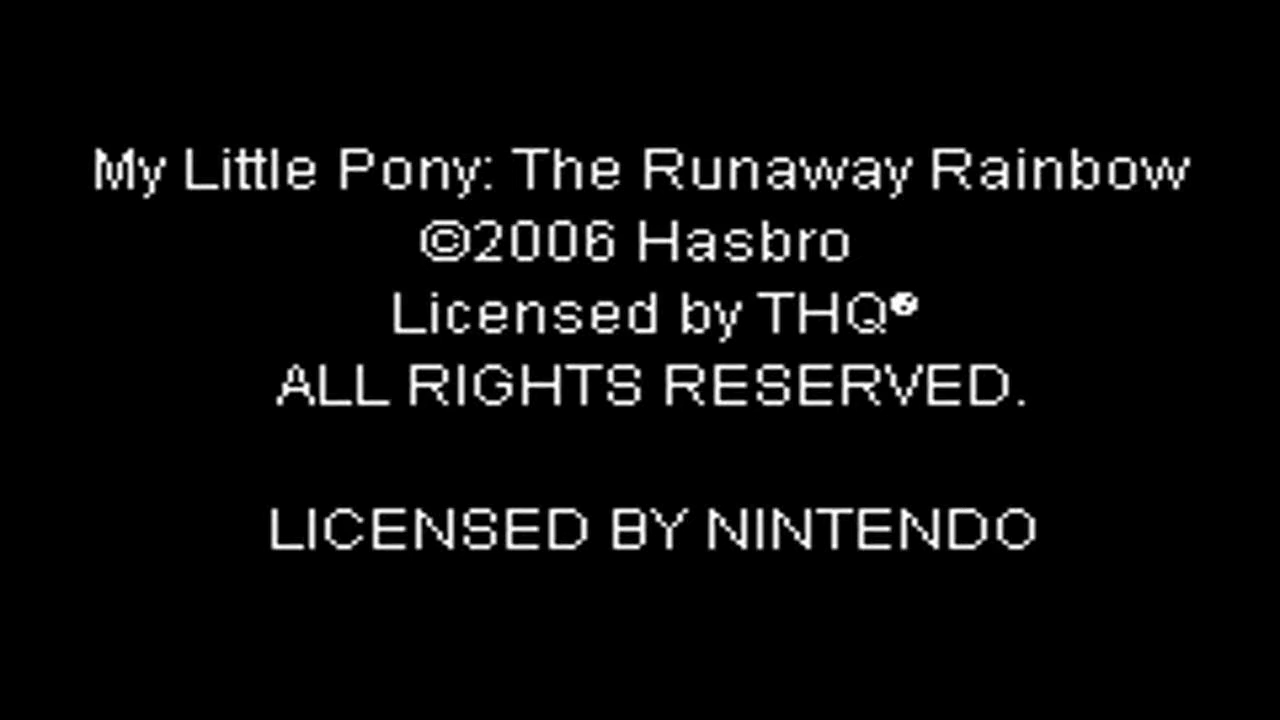 My Little Pony: The Runaway Rainbow
©2006 Hasbro
Licensed by THQ®
ALL RIGHTS RESERVED.
LICENSED BY NINTENDO